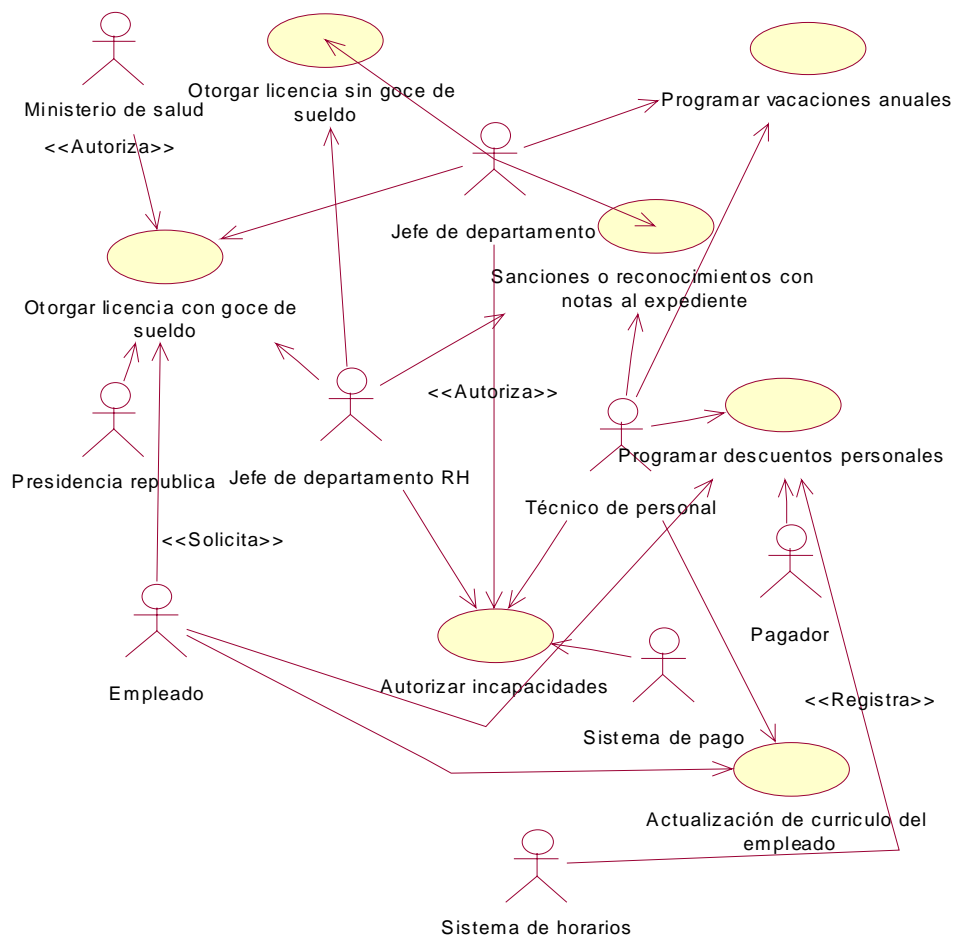 Otorgar licencia sin goce de
sueldo
Ministerio de salud
Programar vacaciones anuales
<<Autoriza>>
Jefe de departamento
Sanciones o reconocimientos con
notas al expediente
Otorgar licencia con goce de
sueldo
<<Autoriza>>
Presidencia republica
Jefe de departamento RH
Programar descuentos personales
Técnico de personal
<<Solicita>>
Pagador
Empleado
Autorizar incapacidades
<<Registra>>
Sistema de pago
Actualización de curriculo del
empleado
Sistema de horarios